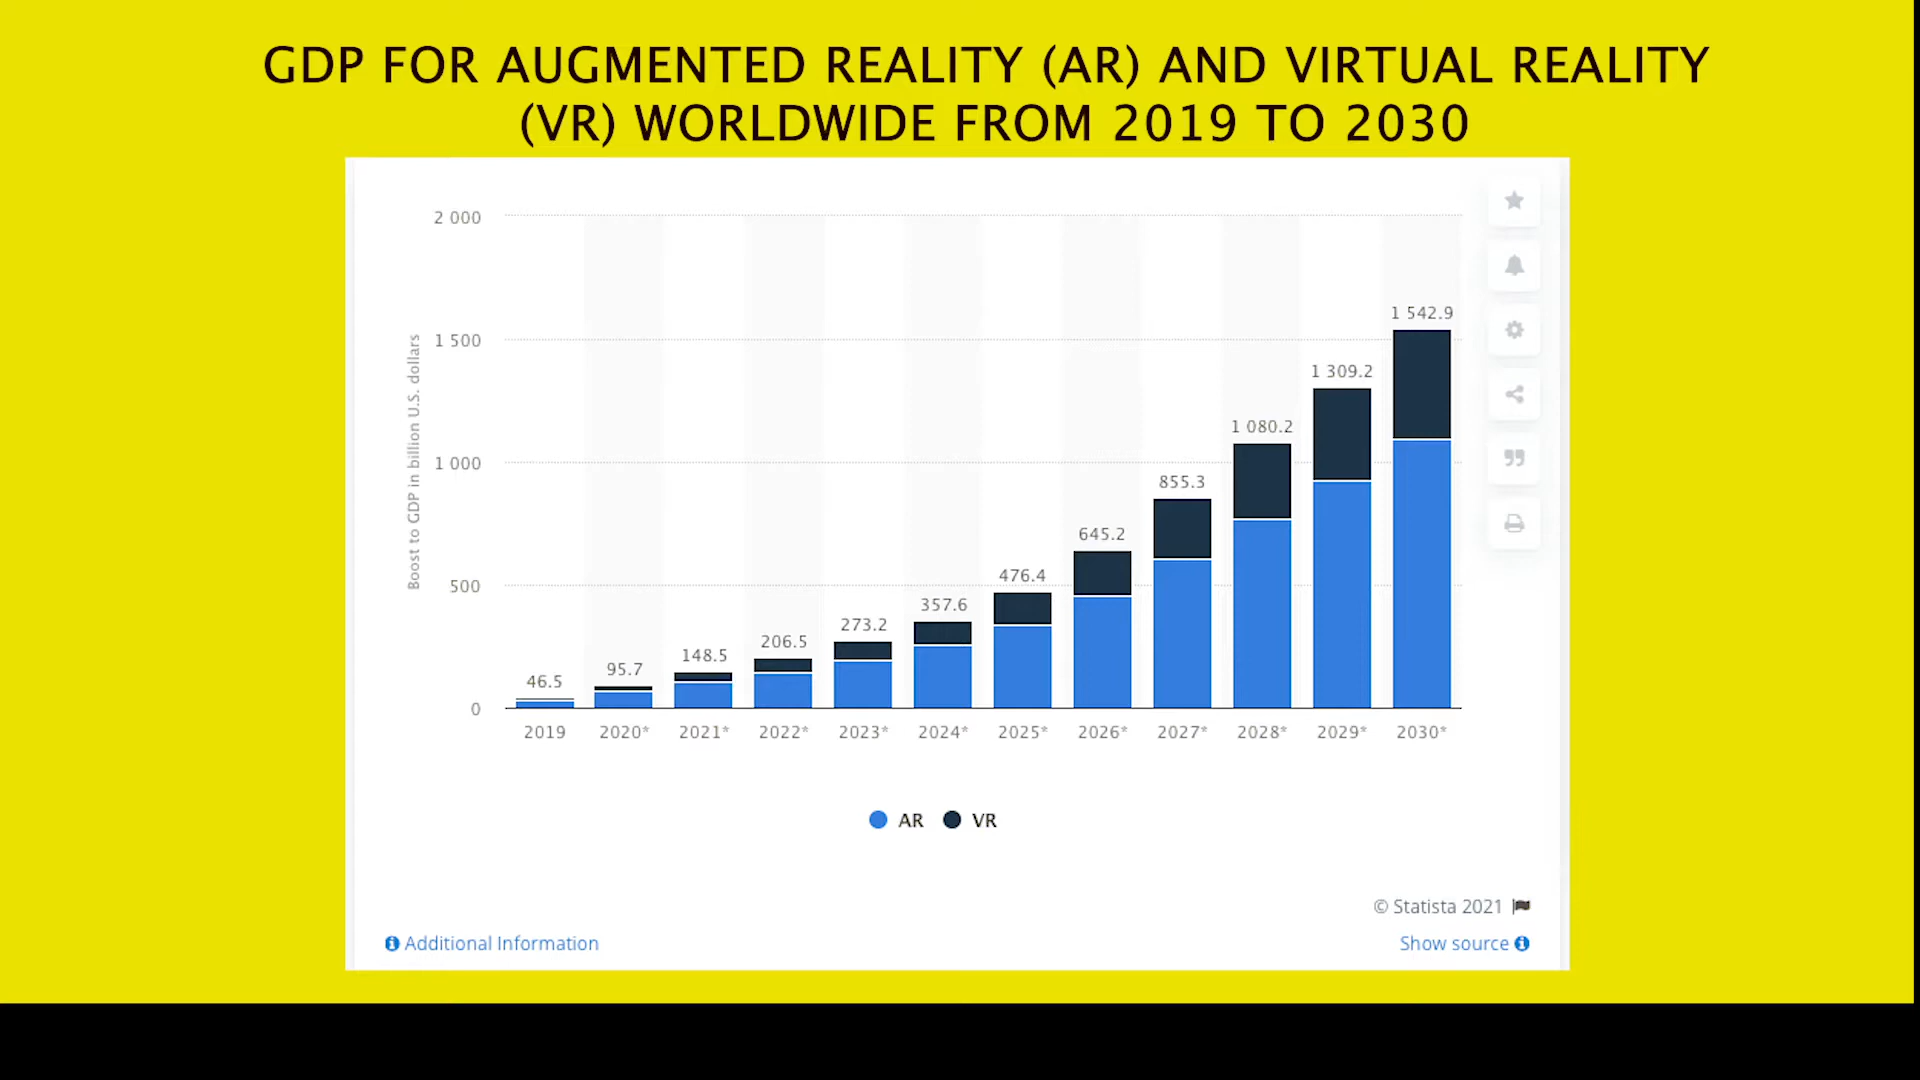 GDP FOR AUGMENTED REALITY (AR) AND VIRTUAL REALITY
(VR) WORLDWIDE FROM 2019 TO 2030
Boost to GDP in billion U.S. dollars
2 000
1 500
1 000
500
0
46.5
95.7
148.5
206.5
273.2
357.6
476.4
645.2
855.3
1 080.2
1 309.2
1 542.9
2019 2020* 2021* 2022* 2023* 2024* 2025* 2026* 2027* 2028* 2029* 2030*
AR VR
© Statista 2021
Additional Information Show source